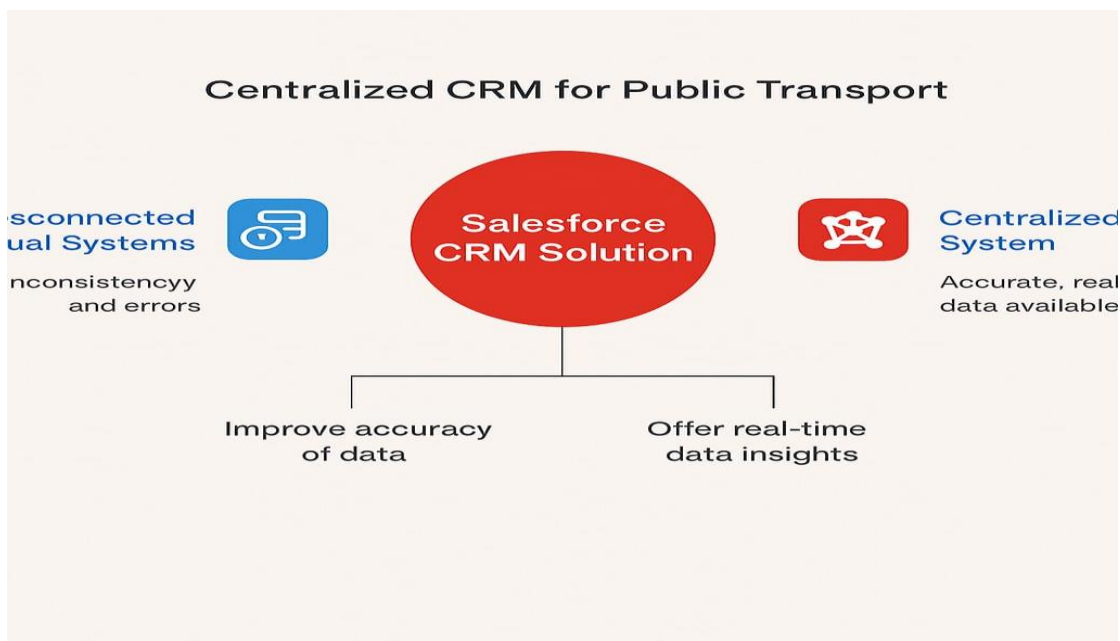 Centralized CRM for Public Transport
esconnected
ual Systems
nconsistencyy
and errors
Salesforce
CRM Solution
Centralized
System
Accurate, real
data available
Improve accuracy
of data
Offer real-time
data insights